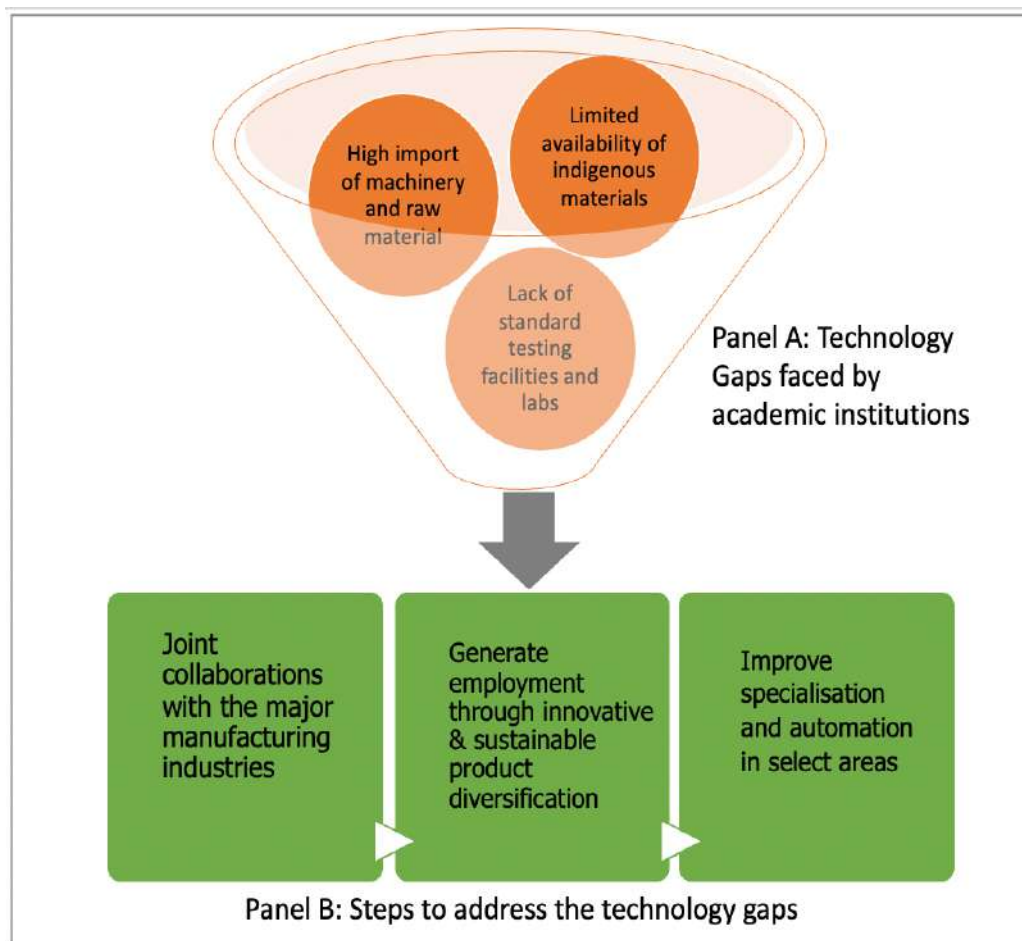 High import
of machinery
and raw
material
Limited
availability of
indigenous
materials
Lack of
standard
testing
facilities and
labs
Panel A: Technology
Gaps faced by
academic institutions
Joint
collaborations
with the major
manufacturing
industries
Generate
employment
through innovative
& sustainable
product
diversification
Improve
specialisation
and automation
in select areas
Panel B: Steps to address the technology gaps